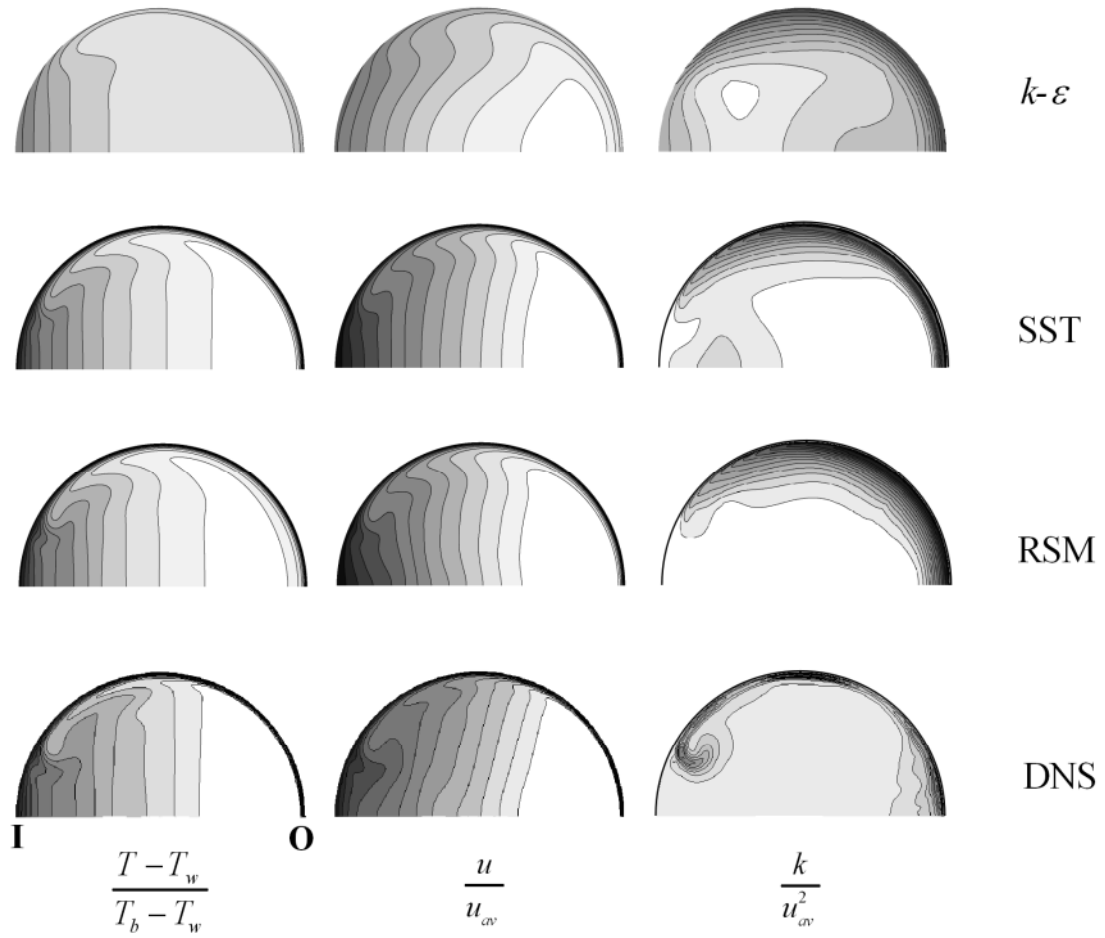 k-ε
SST
RSM
DNS
I O
T − T_w / T_b − T_w
u / u_av
k / u_av^2